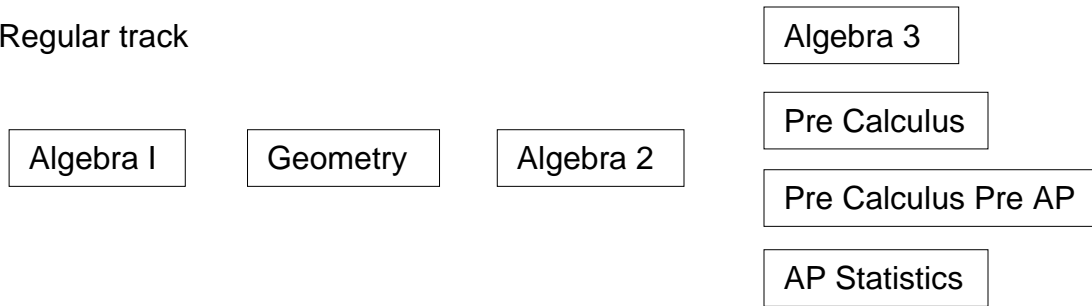 Regular track
Algebra I
Geometry
Algebra 2
Algebra 3
Pre Calculus
Pre Calculus Pre AP
AP Statistics